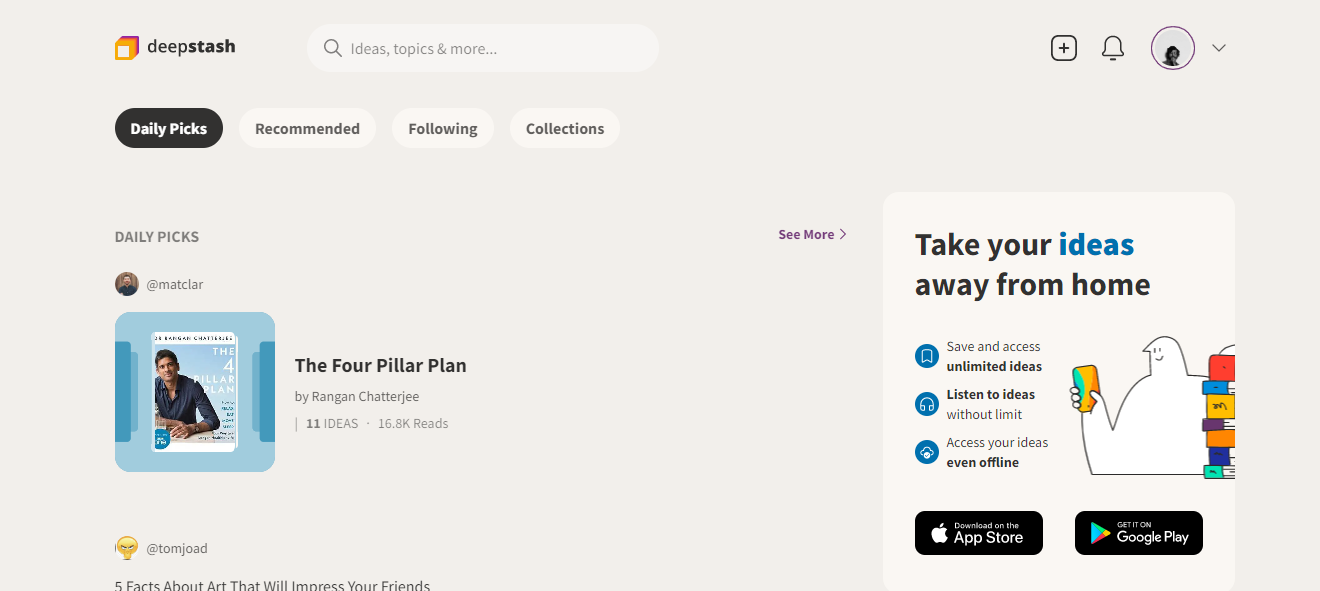 deepstash
Ideas, topics & more...
Daily Picks
Recommended
Following
Collections
DAILY PICKS
See More
@matclar
DR RANGAN CHATTERJEE
THE
4
PILLAR
PLAN
The Four Pillar Plan
by Rangan Chatterjee
| 11 IDEAS · 16.8K Reads
@tomjoad
5 Facts About Art That Will Impress Your Friends
Take your ideas
away from home
Save and access
unlimited ideas
Listen to ideas
without limit
Access your ideas
even offline
Download on the
App Store
GET IT ON
Google Play